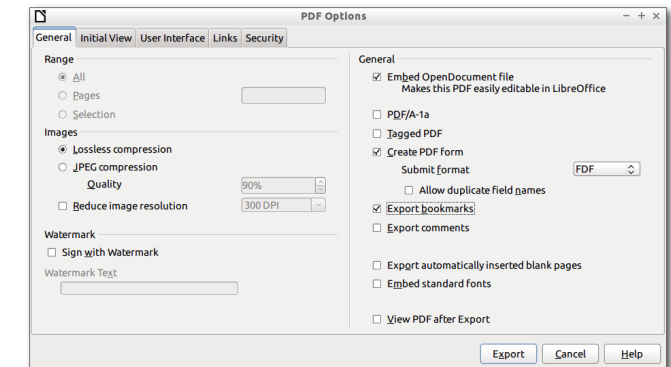 PDF Options
General Initial View User Interface Links Security
Range
All
Pages
Selection
Images
Lossless compression
JPEG compression
Quality 90%
Reduce image resolution 300 DPI
Watermark
Sign with Watermark
Watermark Text
General
Embed OpenDocument file
Makes this PDF easily editable in LibreOffice
PDF/A-1a
Tagged PDF
Create PDF form
Submit format FDF
Allow duplicate field names
Export bookmarks
Export comments
Export automatically inserted blank pages
Embed standard fonts
View PDF after Export
Export Cancel Help